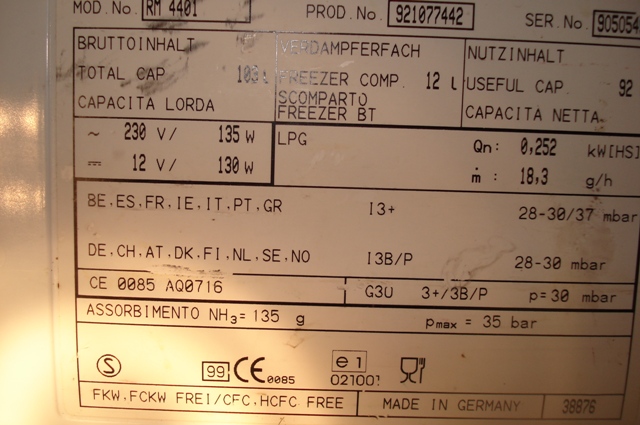 MOD.No. RM 4401 PROD.No. 921077442 SER.No. 905054
BRUTTOINHALT VERDAMPFERFACH NUTZINHALT
TOTAL CAP. FREEZER COMP. 12 L USEFUL CAP. 92
CAPACITA LORDA SCOMPARTO FREEZER BT CAPACITA NETTA
~ 230 V/ 135 W LPG Qn: 0,252 kW[HS]
⎓ 12 V/ 130 W ṁ : 18,3 g/h
BE,ES,FR,IE,IT,PT,GR I3+ 28-30/37 mbar
DE,CH,AT,DK,FI,NL,SE,NO I3B/P 28-30 mbar
CE 0085 AQ0716 G3U 3+/3B/P p=30 mbar
ASSORBIMENTO NH₃= 135 g pmax = 35 bar
S 99 CE 0085 e1 021001
FKW,FCKW FREI/CFC,HCFC FREE MADE IN GERMANY 38876